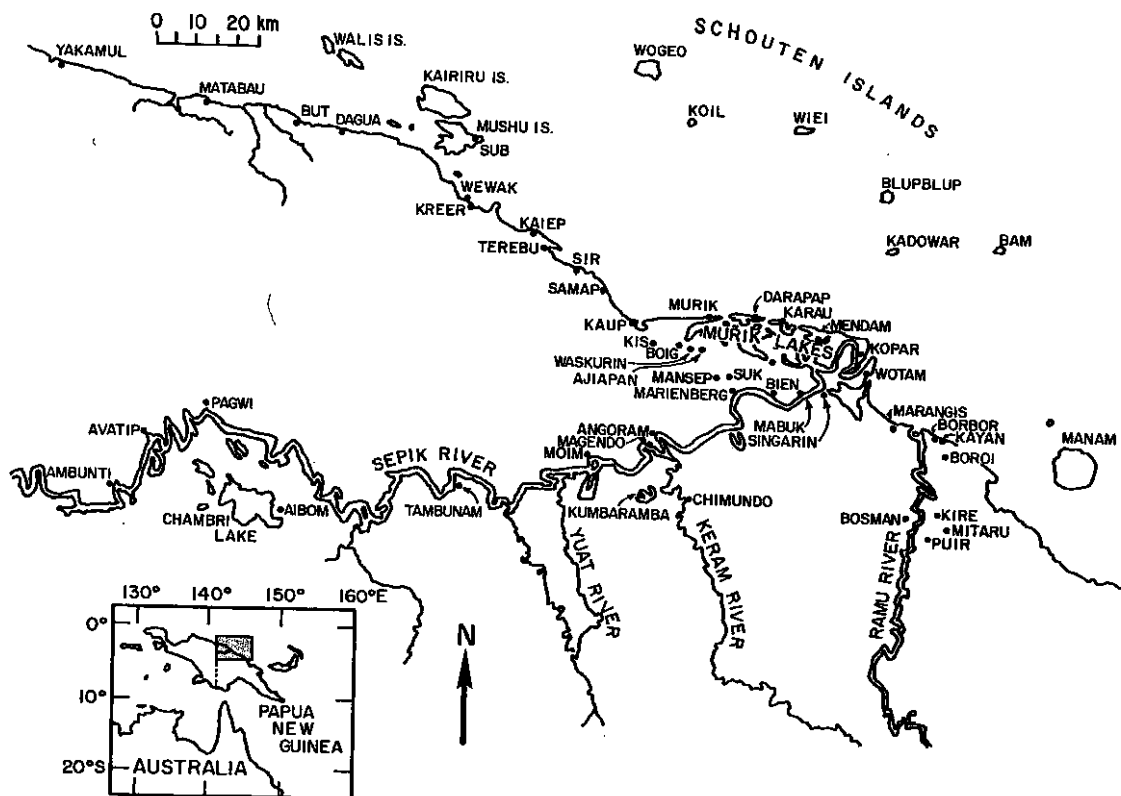 0 10 20 km
YAKAMUL
MATABAU
BUT
DAGUA
WALIS IS.
KAIRIRU IS.
MUSHU IS.
SUB
WEWAK
KREER
KAIEP
TEREBU
SIR
SAMAP
KAUP
SCHOUTEN ISLANDS
WOGEO
KOIL
WIEI
BLUPBLUP
KADOWAR
BAM
MURIK
DARAPAP
KARAU
MENDAM
MURIK LAKES
KOPAR
KIS
BOIG
WASKURIN
AJIAPAN
WOTAM
MANSEP
SUK
BIEN
MARIENBERG
MABUK
SINGARIN
MARANGIS
BORBOR
KAYAN
BOROI
MANAM
PAGWI
AVATIP
AMBUNTI
CHAMBRI
LAKE
AIBOM
SEPIK RIVER
TAMBUNAM
ANGORAM
MAGENDO
MOIM
KUMBARAMBA
CHIMUNDO
YUAT RIVER
KERAM RIVER
BOSMAN
KIRE
MITARU
PUIR
RAMU RIVER
N
130° 140° 150° 160°E
0°
10°
20°S
PAPUA
NEW
GUINEA
AUSTRALIA